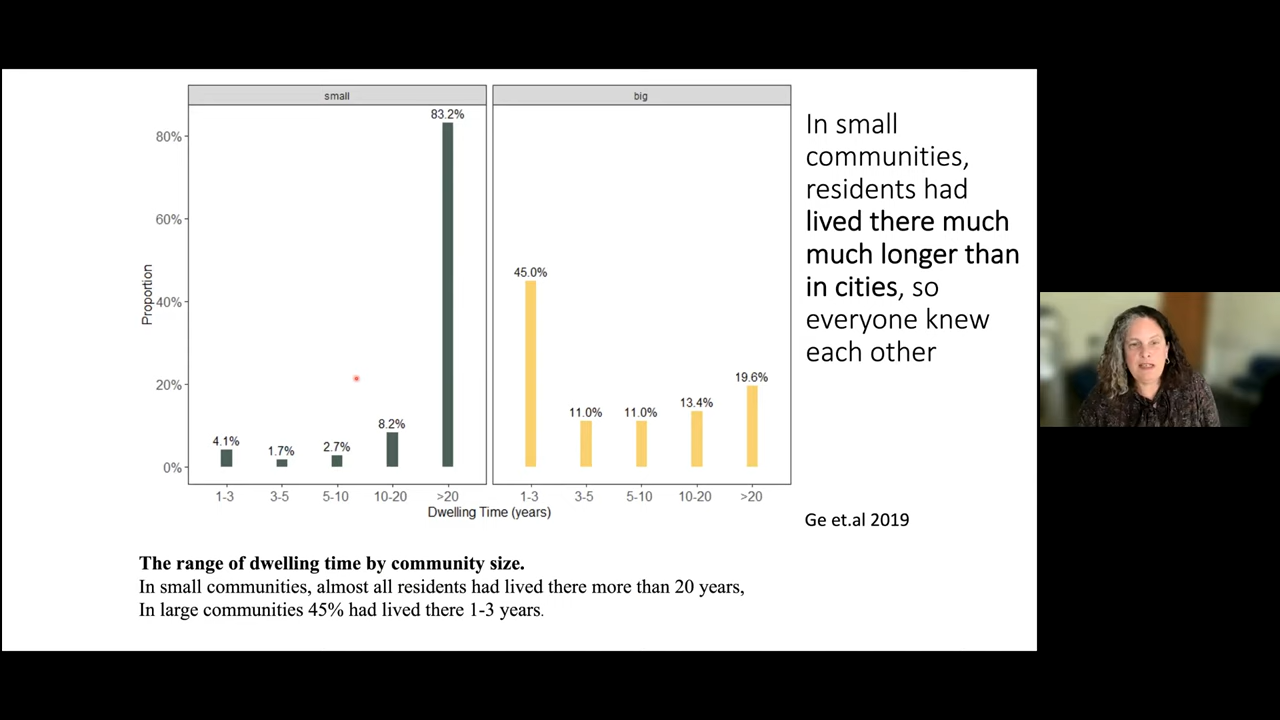 small
big
83.2%
80%
60%
45.0%
40%
20%
19.6%
13.4%
11.0%
11.0%
8.2%
4.1%
1.7%
2.7%
0%
Proportion
1-3
3-5
5-10
10-20
>20
1-3
3-5
5-10
10-20
>20
Dwelling Time (years)
In small
communities,
residents had
lived there much
much longer than
in cities, so
everyone knew
each other
Ge et.al 2019
The range of dwelling time by community size.
In small communities, almost all residents had lived there more than 20 years,
In large communities 45% had lived there 1-3 years.